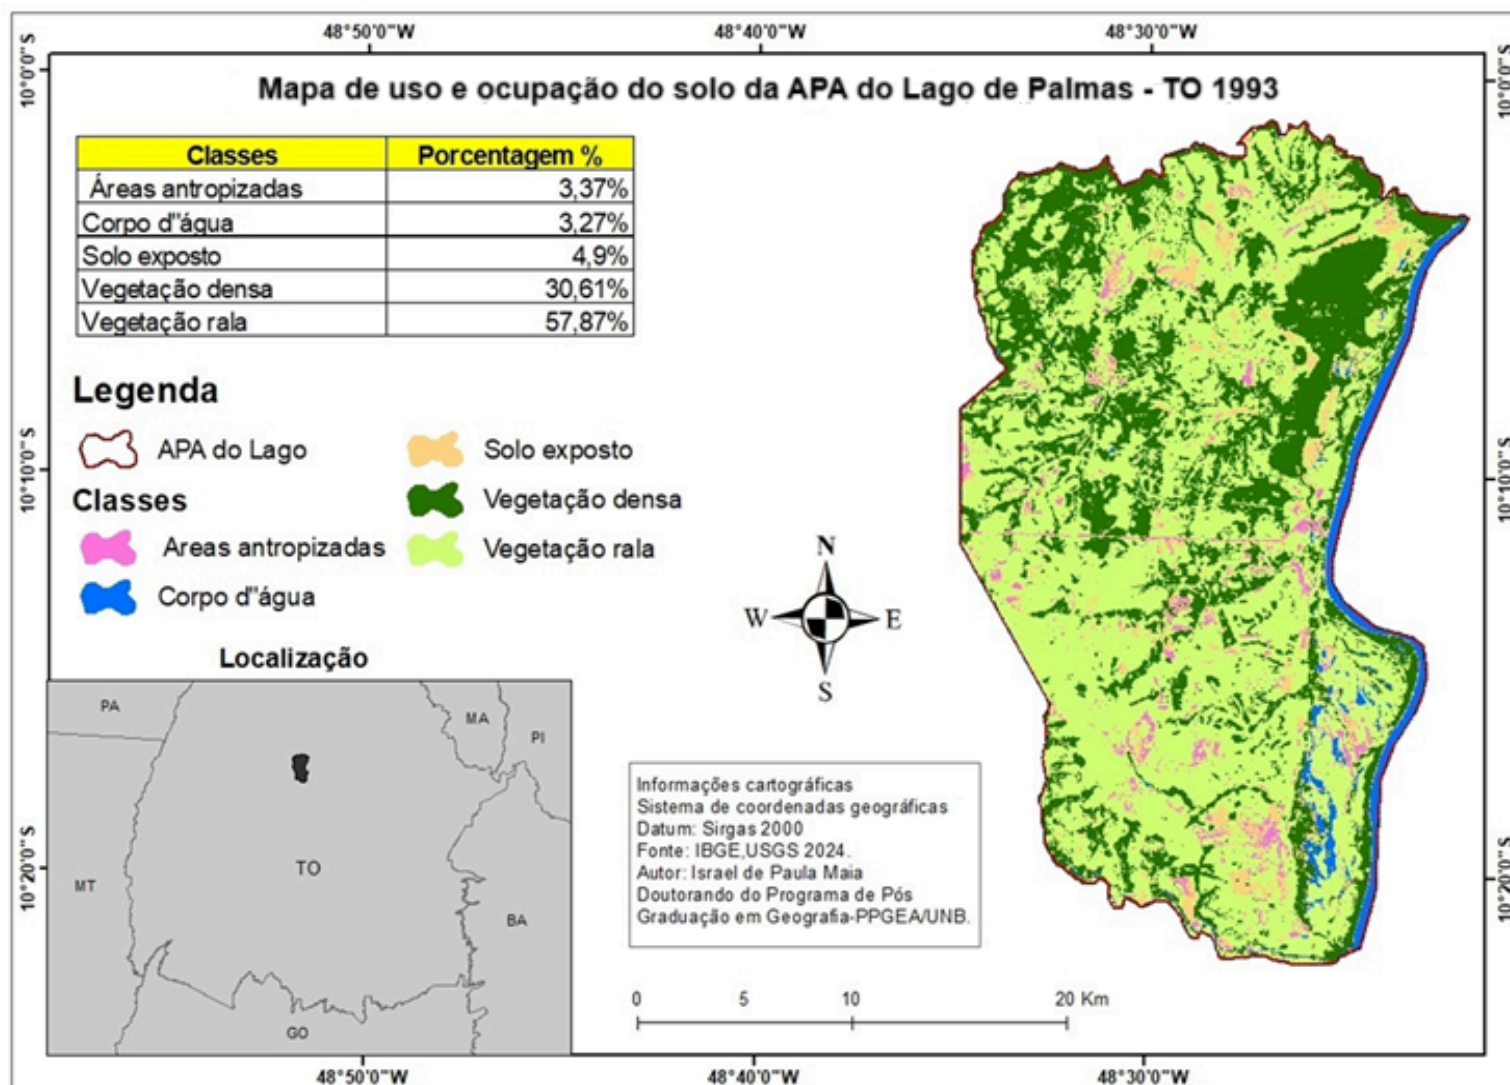 48°50'0"'W 48°40'0"'W 48°30'0"'W
10°0'0"S 10°0'0"S
Mapa de uso e ocupação do solo da APA do Lago de Palmas - TO 1993
Classes Porcentagem %
Áreas antropizadas 3,37%
Corpo d"água 3,27%
Solo exposto 4,9%
Vegetação densa 30,61%
Vegetação rala 57,87%
Legenda
APA do Lago
Classes
Areas antropizadas
Corpo d"água
Solo exposto
Vegetação densa
Vegetação rala
10°10'0"S 10°10'0"S
N
W E
S
Localização
PA
MA
PI
TO
MT
BA
GO
Informações cartográficas
Sistema de coordenadas geográficas
Datum: Sirgas 2000
Fonte: IBGE,USGS 2024.
Autor: Israel de Paula Maia
Doutorando do Programa de Pós
Graduação em Geografia-PPGEA/UNB.
10°20'0"S 10°20'0"S
0 5 10 20 Km
48°50'0"'W 48°40'0"'W 48°30'0"'W